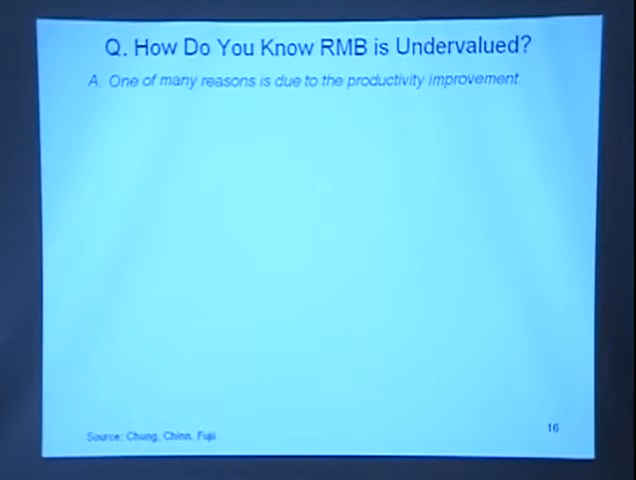 Q. How Do You Know RMB is Undervalued?
A. One of many reasons is due to the productivity improvement.
Source: Chung, Chinn, Fujii
16